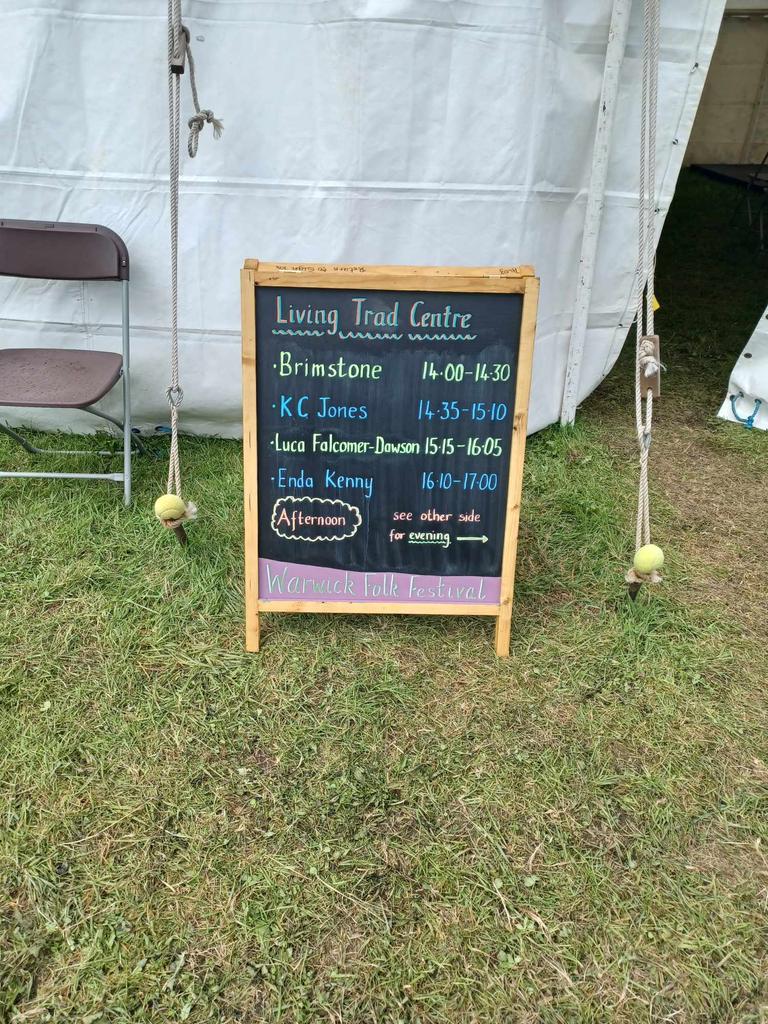 Living Trad Centre
·Brimstone 14·00-14·30
·KC Jones 14·35-15·10
·Luca Falcomer-Dawson 15·15-16·05
·Enda Kenny 16·10-17·00
Afternoon
see other side
for evening
Warwick Folk Festival